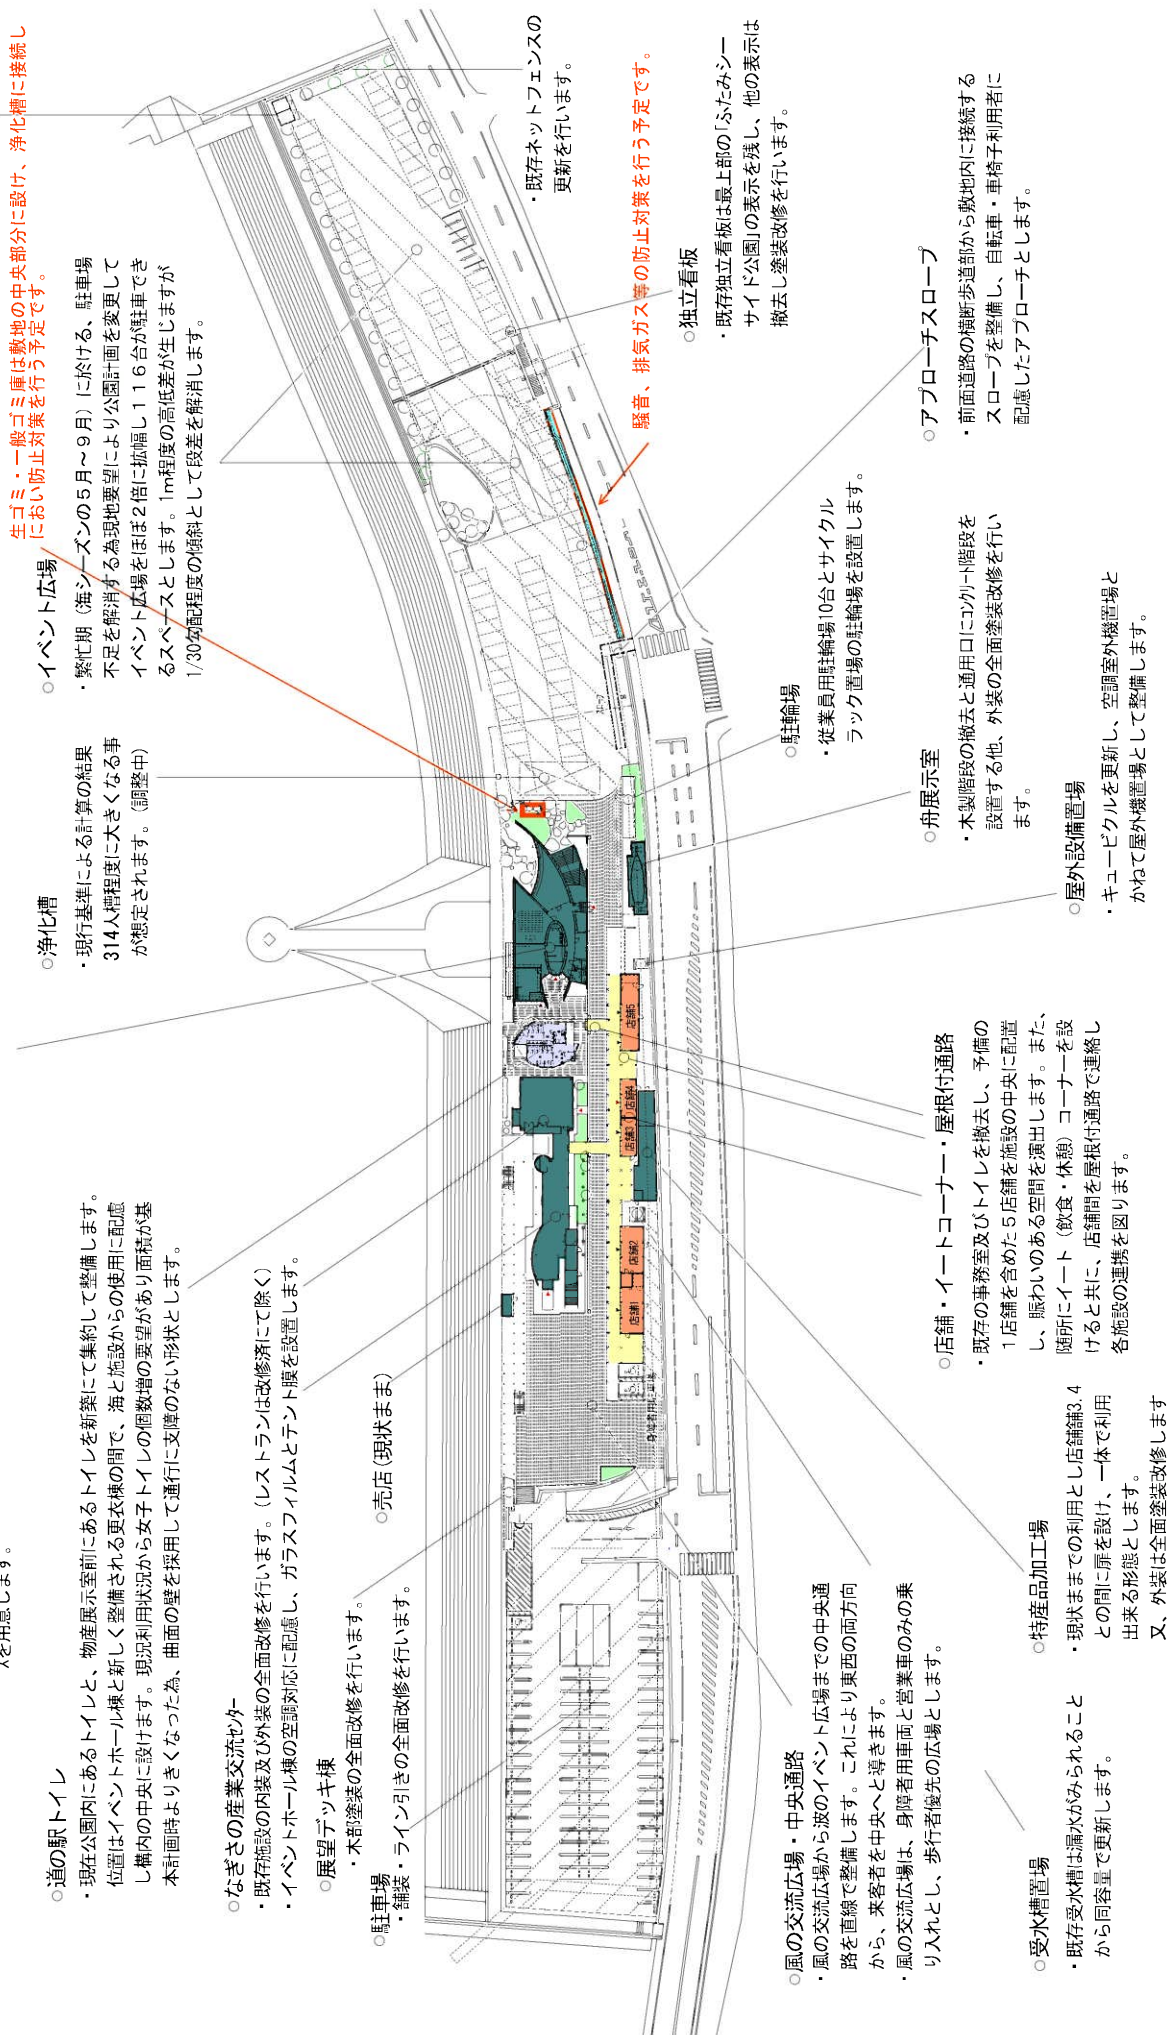 スを用意します。
○道の駅トイレ
・現在公園内にあるトイレと、物産展示室前にあるトイレを新築にて集約して整備します。
位置はイベントホール棟と新しく整備される更衣棟の間で、海と施設からの使用に配慮
し構内の中央に設けます。現況利用状況から女子トイレの個数増の要望があり面積が基
本計画時よりきくなった為、曲面の壁を採用して通行に支障のない形状とします。
○なぎさの産業交流ｾﾝﾀｰ
・既存施設の内装及び外装の全面改修を行います。（レストランは改修済にて除く）
・イベントホール棟の空調対応に配慮し、ガラスフィルムとテント膜を設置します。
○展望デッキ棟
・木部塗装の全面改修を行います。
○駐車場
・舗装・ライン引きの全面改修を行います。
○売店(現状まま)
○浄化槽
・現行基準による計算の結果
314人槽程度に大きくなる事
が想定されます。（調整中）
○イベント広場
・繁忙期（海シーズンの５月～９月）に於ける、駐車場
不足を解消する為現地要望により公園計画を変更して
イベント広場をほぼ２倍に拡幅し１１６台が駐車でき
るスペースとします。1m程度の高低差が生じますが
1/30勾配程度の傾斜として段差を解消します。
生ゴミ・一般ゴミ庫は敷地の中央部分に設け、浄化槽に接続し
におい防止対策を行う予定です。
・既存ネットフェンスの
更新を行います。
騒音、排気ガス等の防止対策を行う予定です。
○独立看板
・既存独立看板は最上部の「ふたみシー
サイド公園」の表示を残し、他の表示は
撤去し塗装改修を行います。
○アプローチスロープ
・前面道路の横断歩道部から敷地内に接続する
スロープを整備し、自転車・車椅子利用者に
配慮したアプローチとします。
○駐輪場
・従業員用駐輪場10台とサイクル
ラック置場の駐輪場を設置します。
○舟展示室
・木製階段の撤去と通用口にｺﾝｸﾘｰﾄ階段を
設置する他、外装の全面塗装改修を行い
ます。
○屋外設備置場
・キュービクルを更新し、空調室外機置場と
かねて屋外機置場として整備します。
店舗1
店舗2
店舗3
店舗4
店舗5
身障者用駐車場
スロープ
○店舗・イートコーナー・屋根付通路
・既存の事務室及びトイレを撤去し、予備の
１店舗を含めた５店舗を施設の中央に配置
し、賑わいのある空間を演出します。また、
随所にイート（飲食・休憩）コーナーを設
けると共に、店舗間を屋根付通路で連絡し
各施設の連携を図ります。
○特産品加工場
・現状までの利用とし店舗舗3.4
との間に扉を設け、一体で利用
出来る形態とします。
又、外装は全面塗装改修します
○風の交流広場・中央通路
・風の交流広場から波のイベント広場までの中央通
路を直線で整備します。これにより東西の両方向
から、来客者を中央へと導きます。
・風の交流広場は、身障者用車両と営業車のみの乗
り入れとし、歩行者優先の広場とします。
○受水槽置場
・既存受水槽は漏水がみられること
から同容量で更新します。